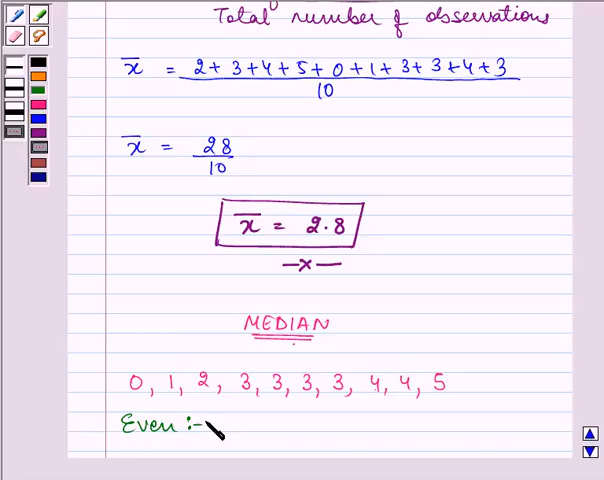 Total number of observations
x̄ = 2 + 3 + 4 + 5 + 0 + 1 + 3 + 3 + 4 + 3
10
x̄ = 28
10
x̄ = 2.8
—x—
MEDIAN
0, 1, 2, 3, 3, 3, 3, 4, 4, 5
Even :-